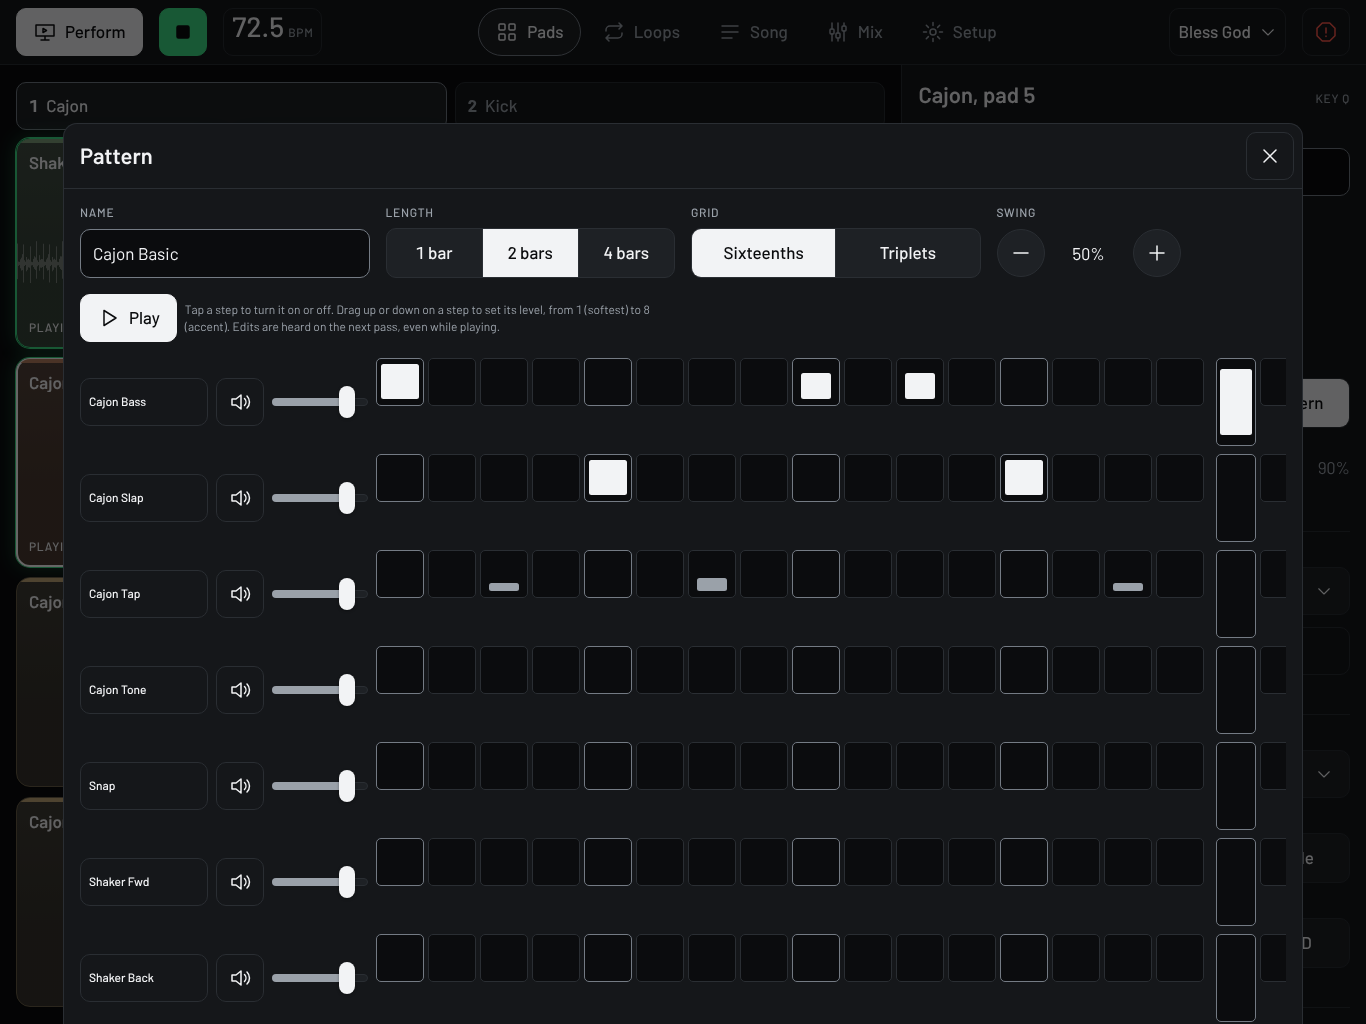 Perform
72.5 BPM
Pads
Loops
Song
Mix
Setup
Bless God
1 Cajon
2 Kick
Cajon, pad 5
KEY Q
Pattern
NAME
LENGTH
GRID
SWING
Cajon Basic
1 bar
2 bars
4 bars
Sixteenths
Triplets
50%
Play
Tap a step to turn it on or off. Drag up or down on a step to set its level, from 1 (softest) to 8
(accent). Edits are heard on the next pass, even while playing.
Cajon Bass
Cajon Slap
90%
Cajon Tap
Cajon Tone
Snap
Shaker Fwd
Shaker Back